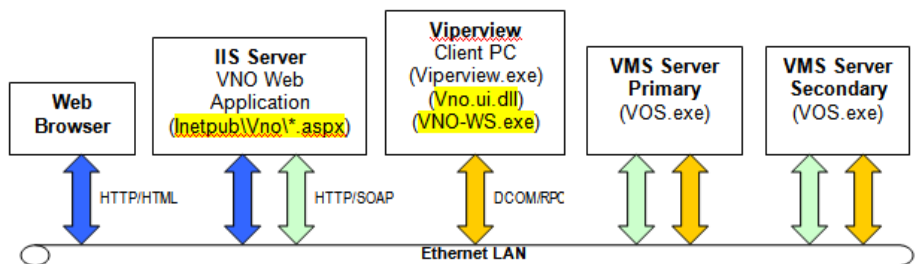 Web
Browser
IIS Server
VNO Web
Application
(Inetpub\Vno\*.aspx)
Viperview
Client PC
(Viperview.exe)
(Vno.ui.dll)
(VNO-WS.exe)
VMS Server
Primary
(VOS.exe)
VMS Server
Secondary
(VOS.exe)
HTTP/HTML
HTTP/SOAP
DCOM/RPC
Ethernet LAN